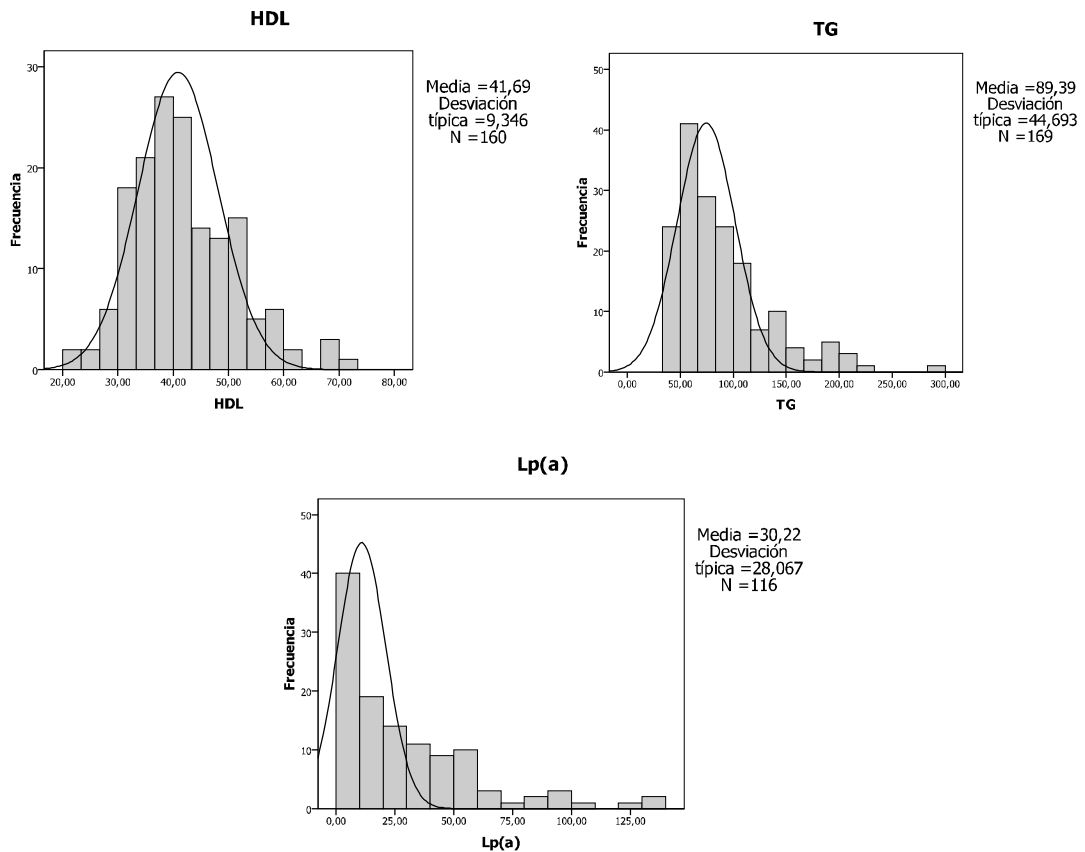 HDL
30
20
10
0
Frecuencia
20,00 30,00 40,00 50,00 60,00 70,00 80,00
HDL
Media =41,69
Desviación
típica =9,346
N =160
TG
50
40
30
20
10
0
Frecuencia
0,00 50,00 100,00 150,00 200,00 250,00 300,00
TG
Media =89,39
Desviación
típica =44,693
N =169
Lp(a)
50
40
30
20
10
0
Frecuencia
0,00 25,00 50,00 75,00 100,00 125,00
Lp(a)
Media =30,22
Desviación
típica =28,067
N =116